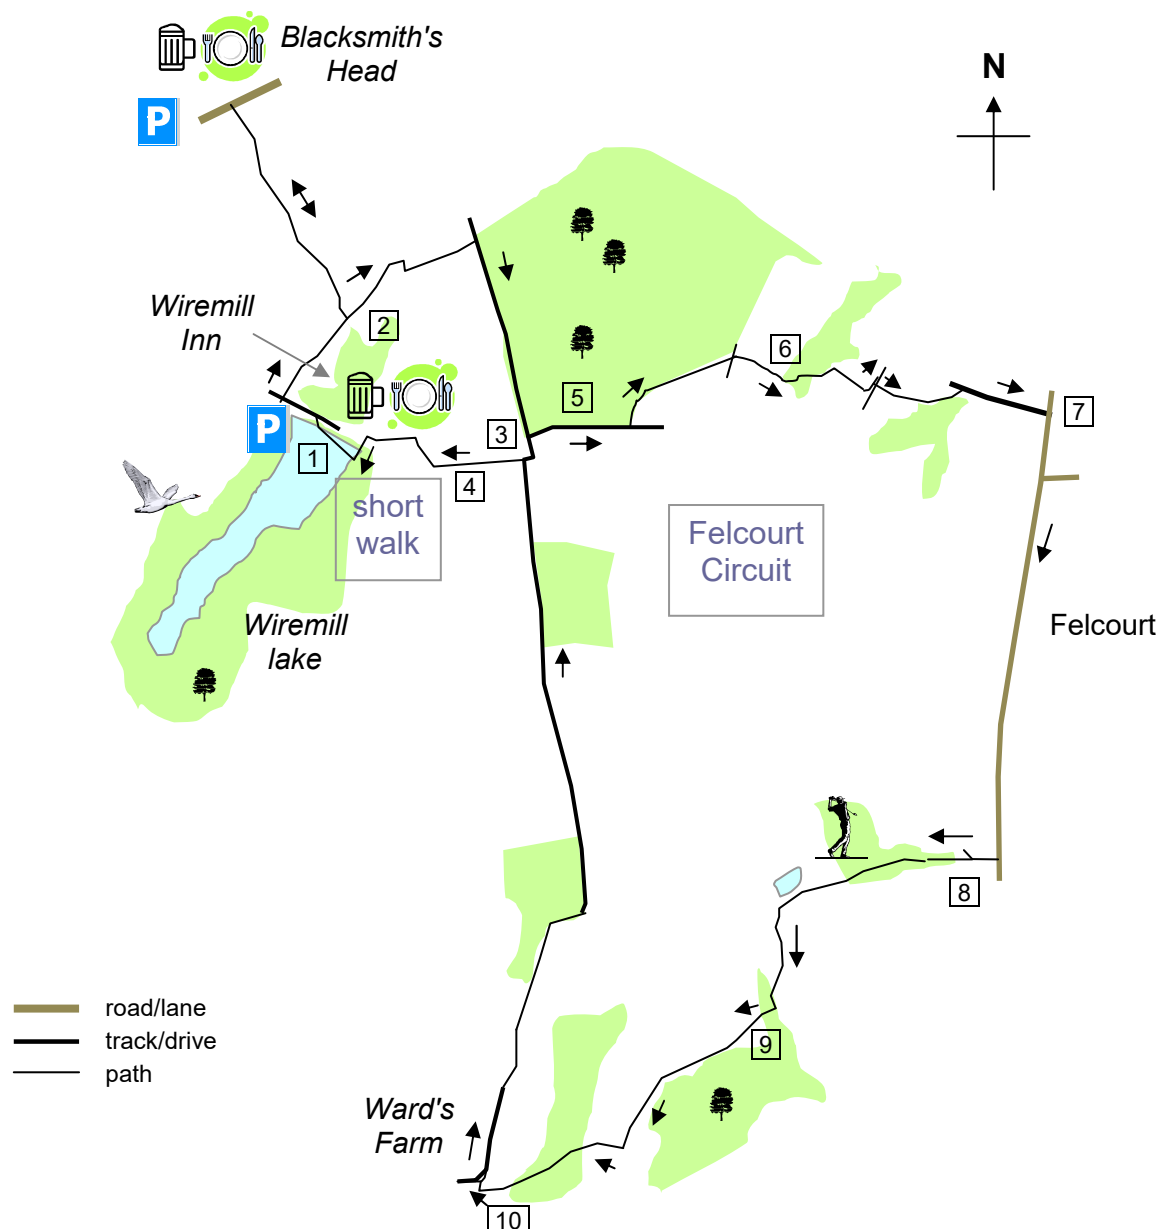 Blacksmith's
Head
P
N
Wiremill
Inn
2
6
5
7
P
3
1
4
short
walk
Felcourt
Circuit
Wiremill
lake
Felcourt
8
road/lane
9
track/drive
path
Ward's
Farm
10